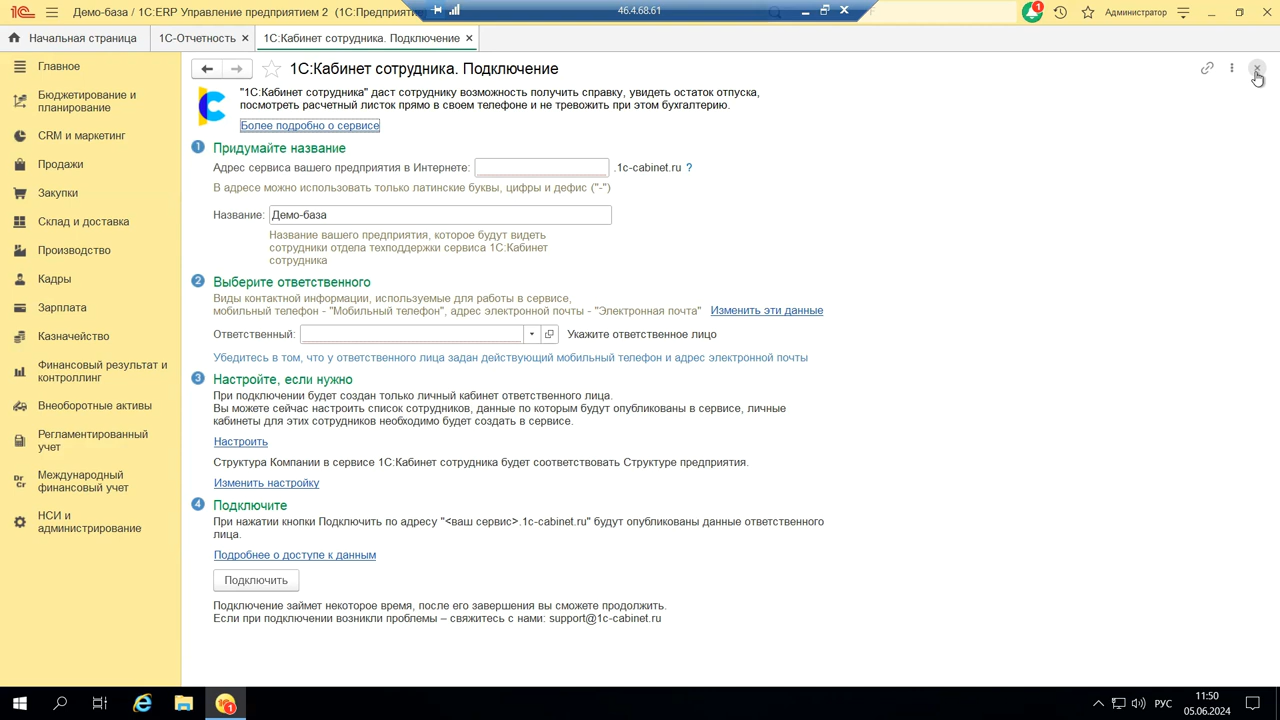 Демо-база / 1С:ERP Управление предприятием 2 (1С:Предприяти
46.4.68.61
1
Администратор
Начальная страница
1С-Отчетность
1С:Кабинет сотрудника. Подключение
Главное
Бюджетирование и
планирование
CRM и маркетинг
Продажи
Закупки
Склад и доставка
Производство
Кадры
Зарплата
Казначейство
Финансовый результат и
контроллинг
Внеоборотные активы
Регламентированный
учет
Международный
финансовый учет
НСИ и
администрирование
1С:Кабинет сотрудника. Подключение
"1С:Кабинет сотрудника" даст сотруднику возможность получить справку, увидеть остаток отпуска,
посмотреть расчетный листок прямо в своем телефоне и не тревожить при этом бухгалтерию.
Более подробно о сервисе
1 Придумайте название
Адрес сервиса вашего предприятия в Интернете: .1c-cabinet.ru ?
В адресе можно использовать только латинские буквы, цифры и дефис ("-")
Название: Демо-база
Название вашего предприятия, которое будут видеть
сотрудники отдела техподдержки сервиса 1С:Кабинет
сотрудника
2 Выберите ответственного
Виды контактной информации, используемые для работы в сервисе,
мобильный телефон - "Мобильный телефон", адрес электронной почты - "Электронная почта" Изменить эти данные
Ответственный: Укажите ответственное лицо
Убедитесь в том, что у ответственного лица задан действующий мобильный телефон и адрес электронной почты
3 Настройте, если нужно
При подключении будет создан только личный кабинет ответственного лица.
Вы можете сейчас настроить список сотрудников, данные по которым будут опубликованы в сервисе, личные
кабинеты для этих сотрудников необходимо будет создать в сервисе.
Настроить
Структура Компании в сервисе 1С:Кабинет сотрудника будет соответствовать Структуре предприятия.
Изменить настройку
4 Подключите
При нажатии кнопки Подключить по адресу "<ваш сервис>.1c-cabinet.ru" будут опубликованы данные ответственного
лица.
Подробнее о доступе к данным
Подключить
Подключение займет некоторое время, после его завершения вы сможете продолжить.
Если при подключении возникли проблемы – свяжитесь с нами: support@1c-cabinet.ru
1
РУС
11:50
05.06.2024